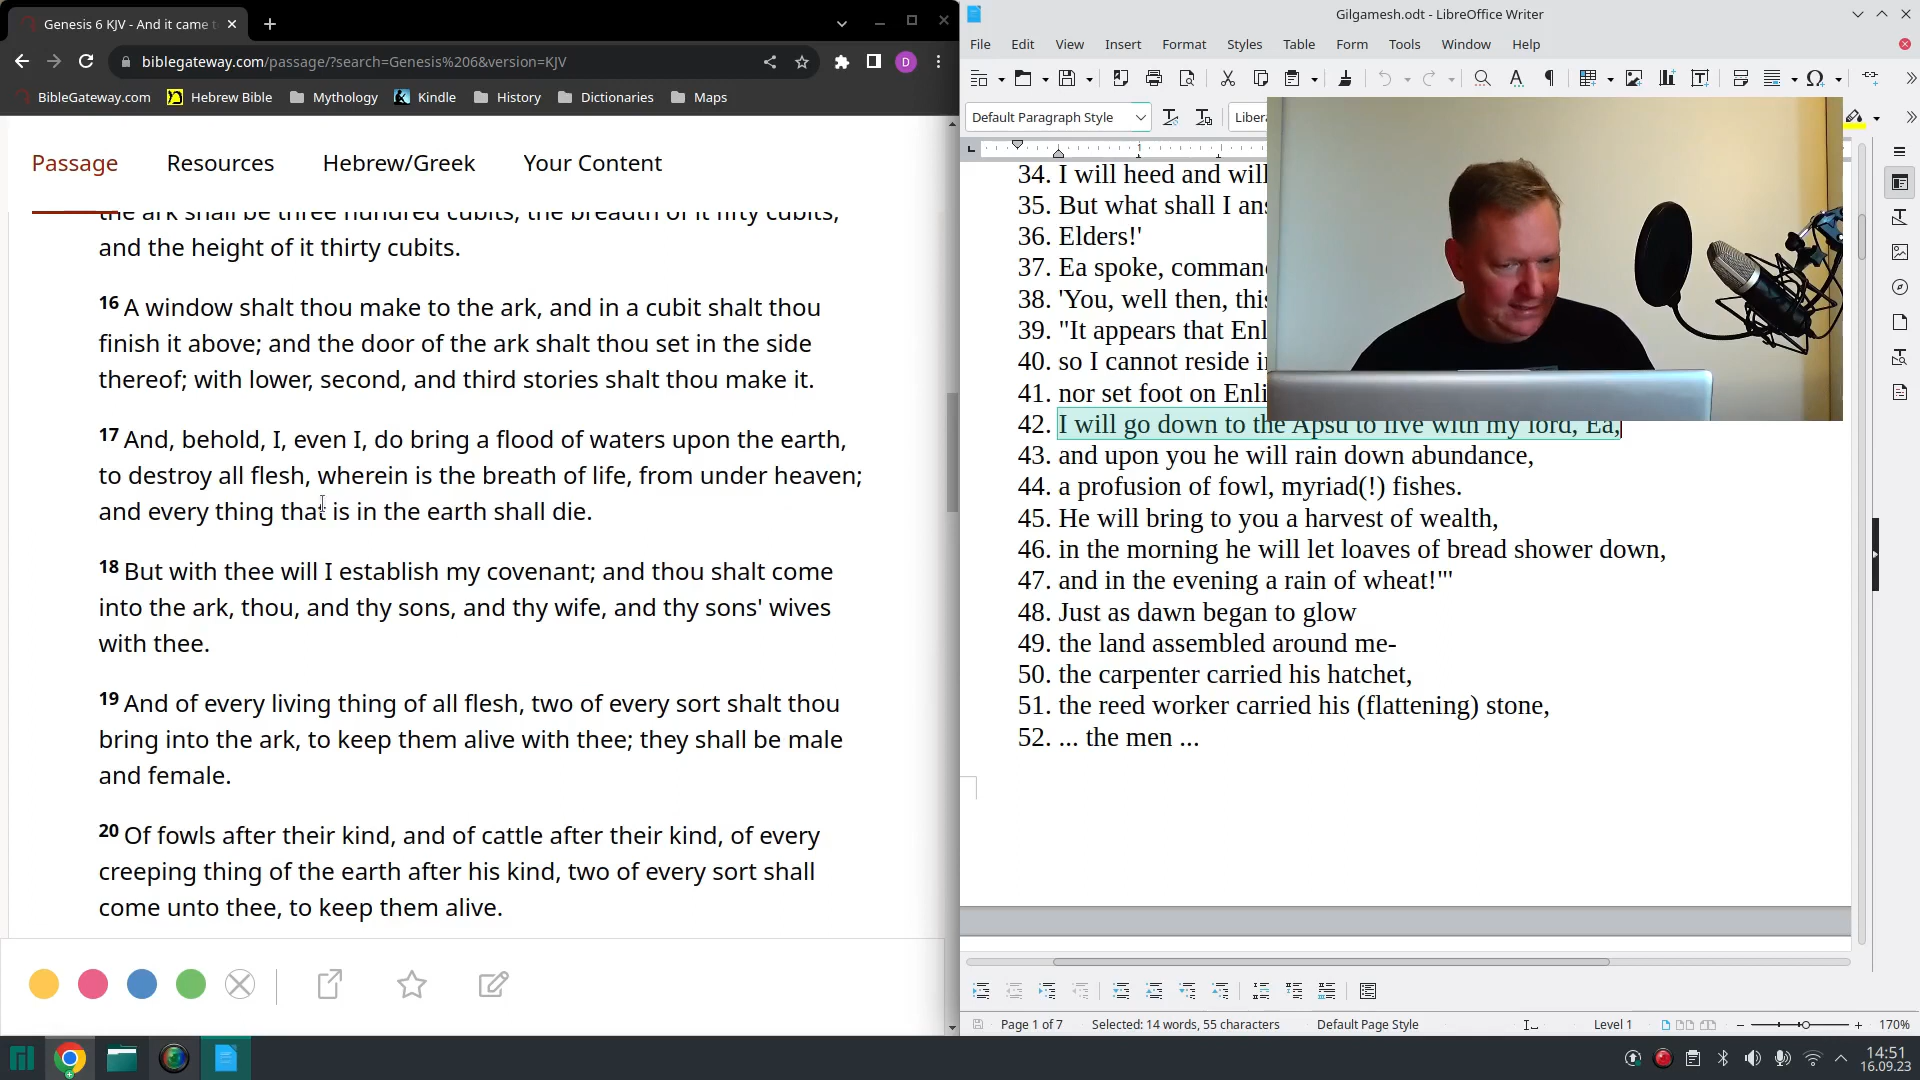 Genesis 6 KJV - And it came t
biblegateway.com/passage/?search=Genesis%206&version=KJV
D
BibleGateway.com
Hebrew Bible
Mythology
Kindle
History
Dictionaries
Maps
Passage
Resources
Hebrew/Greek
Your Content
the ark shall be three hundred cubits, the breadth of it fifty cubits,
and the height of it thirty cubits.
16 A window shalt thou make to the ark, and in a cubit shalt thou
finish it above; and the door of the ark shalt thou set in the side
thereof; with lower, second, and third stories shalt thou make it.
17 And, behold, I, even I, do bring a flood of waters upon the earth,
to destroy all flesh, wherein is the breath of life, from under heaven;
and every thing that is in the earth shall die.
18 But with thee will I establish my covenant; and thou shalt come
into the ark, thou, and thy sons, and thy wife, and thy sons' wives
with thee.
19 And of every living thing of all flesh, two of every sort shalt thou
bring into the ark, to keep them alive with thee; they shall be male
and female.
20 Of fowls after their kind, and of cattle after their kind, of every
creeping thing of the earth after his kind, two of every sort shall
come unto thee, to keep them alive.
Gilgamesh.odt - LibreOffice Writer
File Edit View Insert Format Styles Table Form Tools Window Help
Default Paragraph Style
Libera
34. I will heed and will
35. But what shall I ans
36. Elders!'
37. Ea spoke, comman
38. 'You, well then, this
39. "It appears that Enl
40. so I cannot reside i
41. nor set foot on Enli
42. I will go down to the Apsu to live with my lord, Ea,
43. and upon you he will rain down abundance,
44. a profusion of fowl, myriad(!) fishes.
45. He will bring to you a harvest of wealth,
46. in the morning he will let loaves of bread shower down,
47. and in the evening a rain of wheat!"'
48. Just as dawn began to glow
49. the land assembled around me-
50. the carpenter carried his hatchet,
51. the reed worker carried his (flattening) stone,
52. ... the men ...
Page 1 of 7
Selected: 14 words, 55 characters
Default Page Style
Level 1
170%
14:51
16.09.23